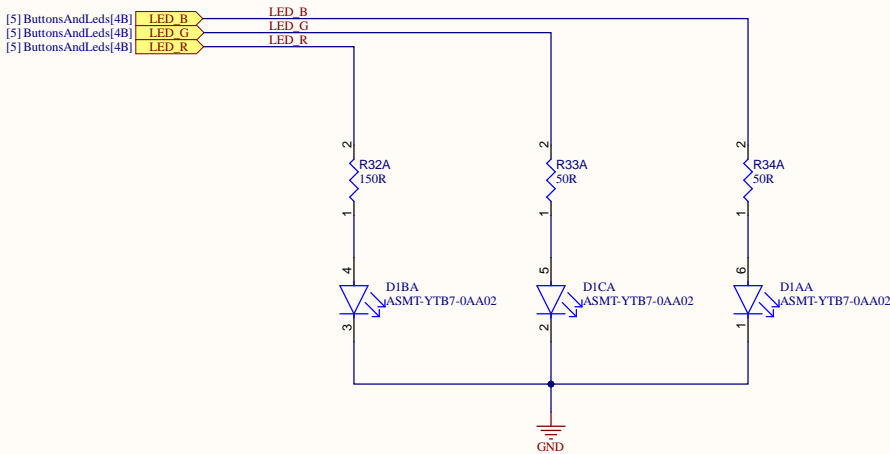 [5] ButtonsAndLeds[4B] LED_B LED_B
[5] ButtonsAndLeds[4B] LED_G LED_G
[5] ButtonsAndLeds[4B] LED_R LED_R
2 2 2
R32A R33A R34A
150R 50R 50R
1 1 1
4 5 6
D1BA D1CA D1AA
ASMT-YTB7-0AA02 ASMT-YTB7-0AA02 ASMT-YTB7-0AA02
3 2 1
GND